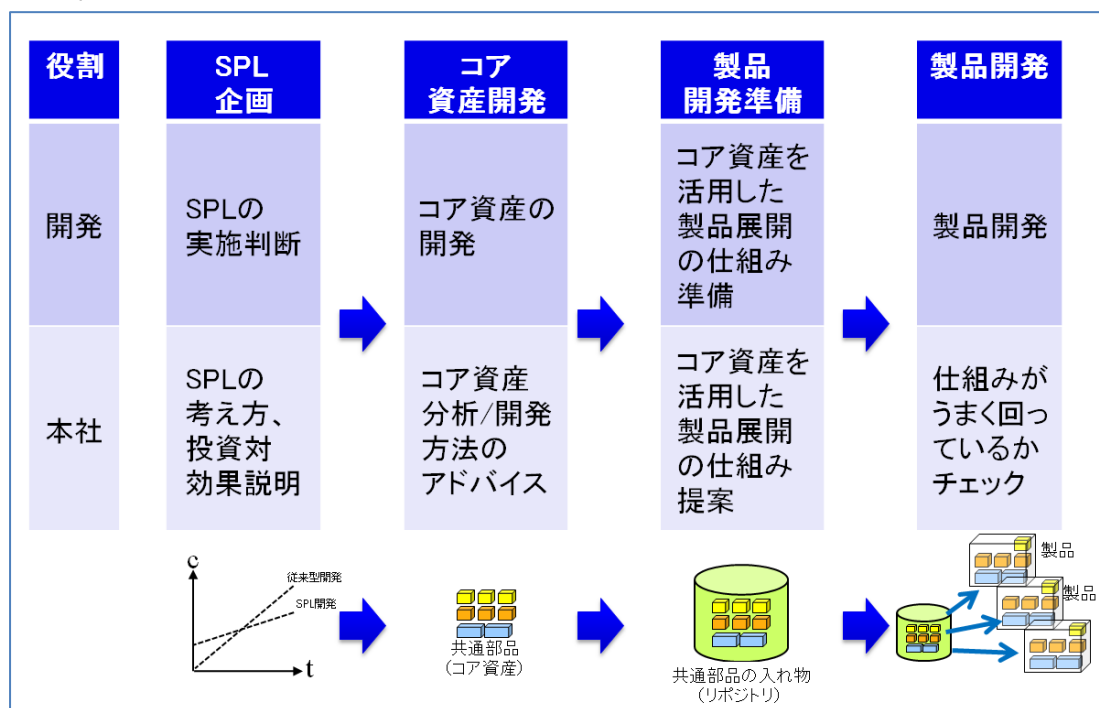 役割
SPL
企画
コア
資産開発
製品
開発準備
製品開発
開発
SPLの
実施判断
コア資産の
開発
コア資産を
活用した
製品展開
の仕組み
準備
製品開発
本社
SPLの
考え方、
投資対
効果説明
コア資産
分析/開発
方法の
アドバイス
コア資産を
活用した
製品展開
の仕組み
提案
仕組みが
うまく回っ
ているか
チェック
c
従来型開発
SPL開発
t
共通部品
(コア資産)
共通部品の入れ物
(リポジトリ)
製品
製品